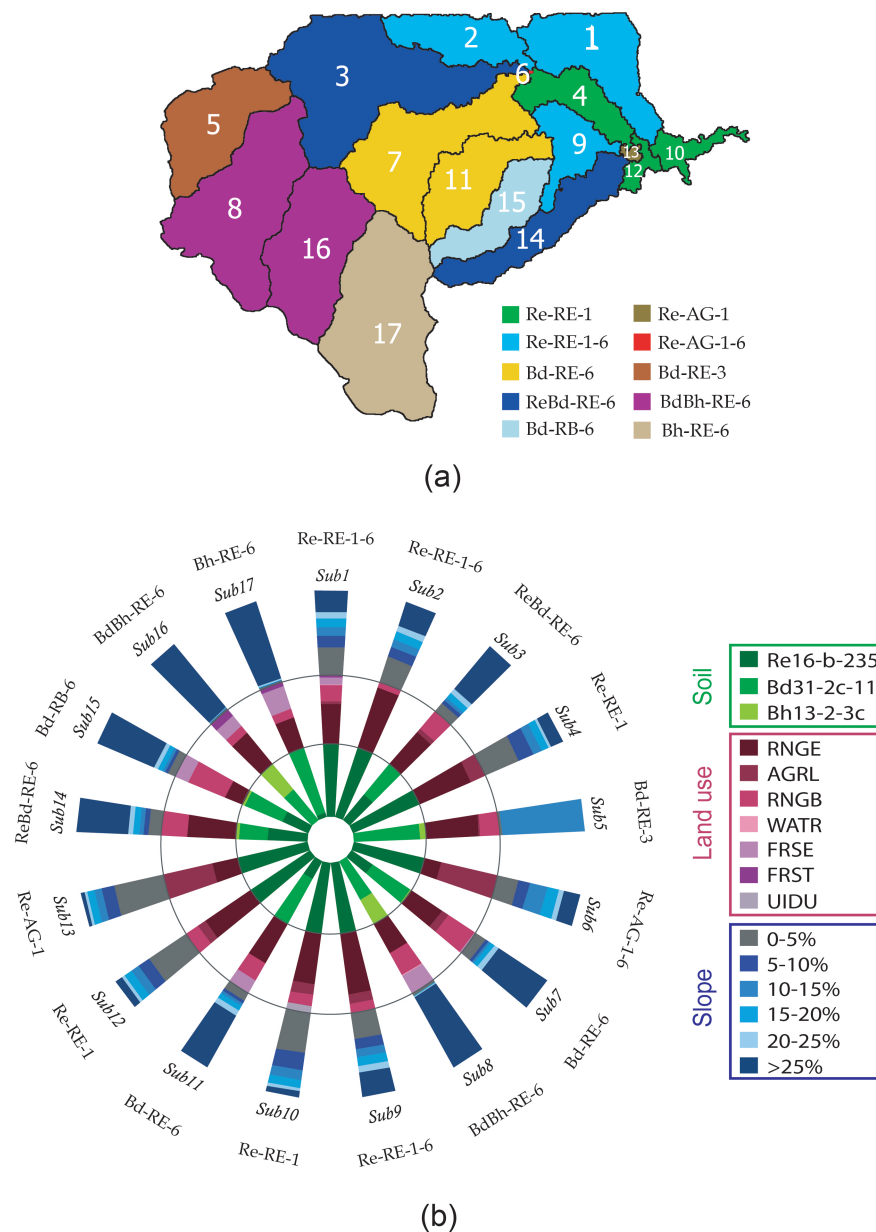 2
1
3
6
4
5
9
13
10
7
12
11
8
15
14
16
17
Re-RE-1
Re-RE-1-6
Bd-RE-6
ReBd-RE-6
Bd-RB-6
Re-AG-1
Re-AG-1-6
Bd-RE-3
BdBh-RE-6
Bh-RE-6
(a)
Re-RE-1-6
Sub1
Re-RE-1-6
Sub2
ReBd-RE-6
Sub3
Re-RE-1
Sub4
Bd-RE-3
Sub5
Re-AG-1-6
Sub6
Bd-RE-6
Sub7
BdBh-RE-6
Sub8
Re-RE-1-6
Sub9
Re-RE-1
Sub10
Bd-RE-6
Sub11
Re-RE-1
Sub12
Re-AG-1
Sub13
ReBd-RE-6
Sub14
Bd-RB-6
Sub15
BdBh-RE-6
Sub16
Bh-RE-6
Sub17
Soil
Re16-b-235
Bd31-2c-11
Bh13-2-3c
Land use
RNGE
AGRL
RNGB
WATR
FRSE
FRST
UIDU
Slope
0-5%
5-10%
10-15%
15-20%
20-25%
>25%
(b)